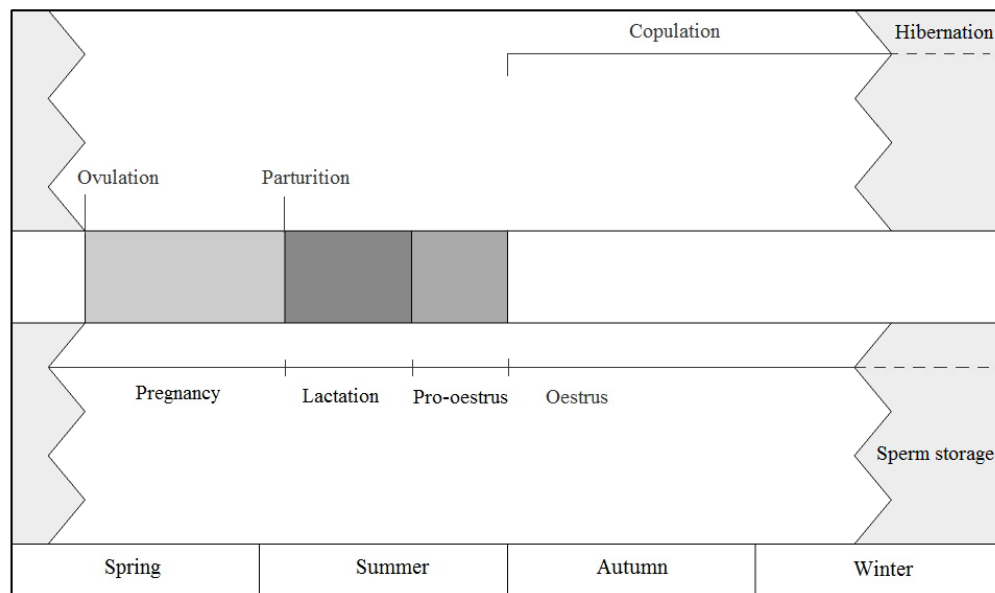 Copulation
Hibernation
Ovulation
Parturition
Pregnancy
Lactation
Pro-oestrus
Oestrus
Sperm storage
Spring
Summer
Autumn
Winter